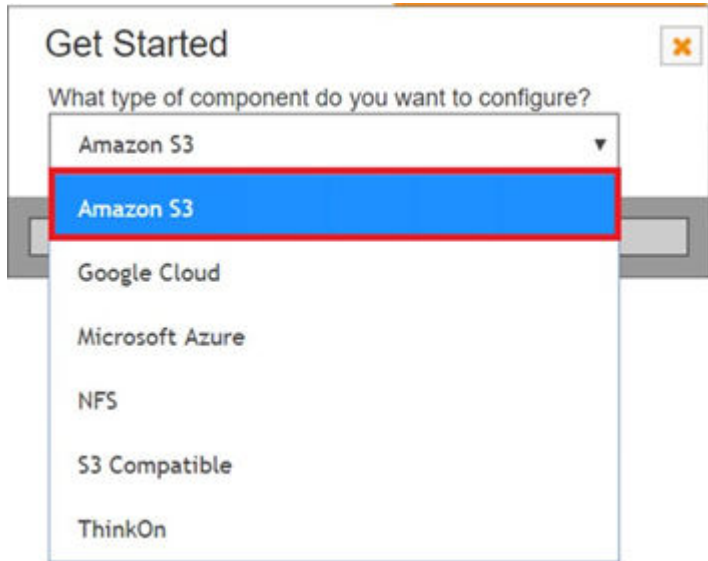 Get Started
What type of component do you want to configure?
Amazon S3
Amazon S3
Google Cloud
Microsoft Azure
NFS
S3 Compatible
ThinkOn